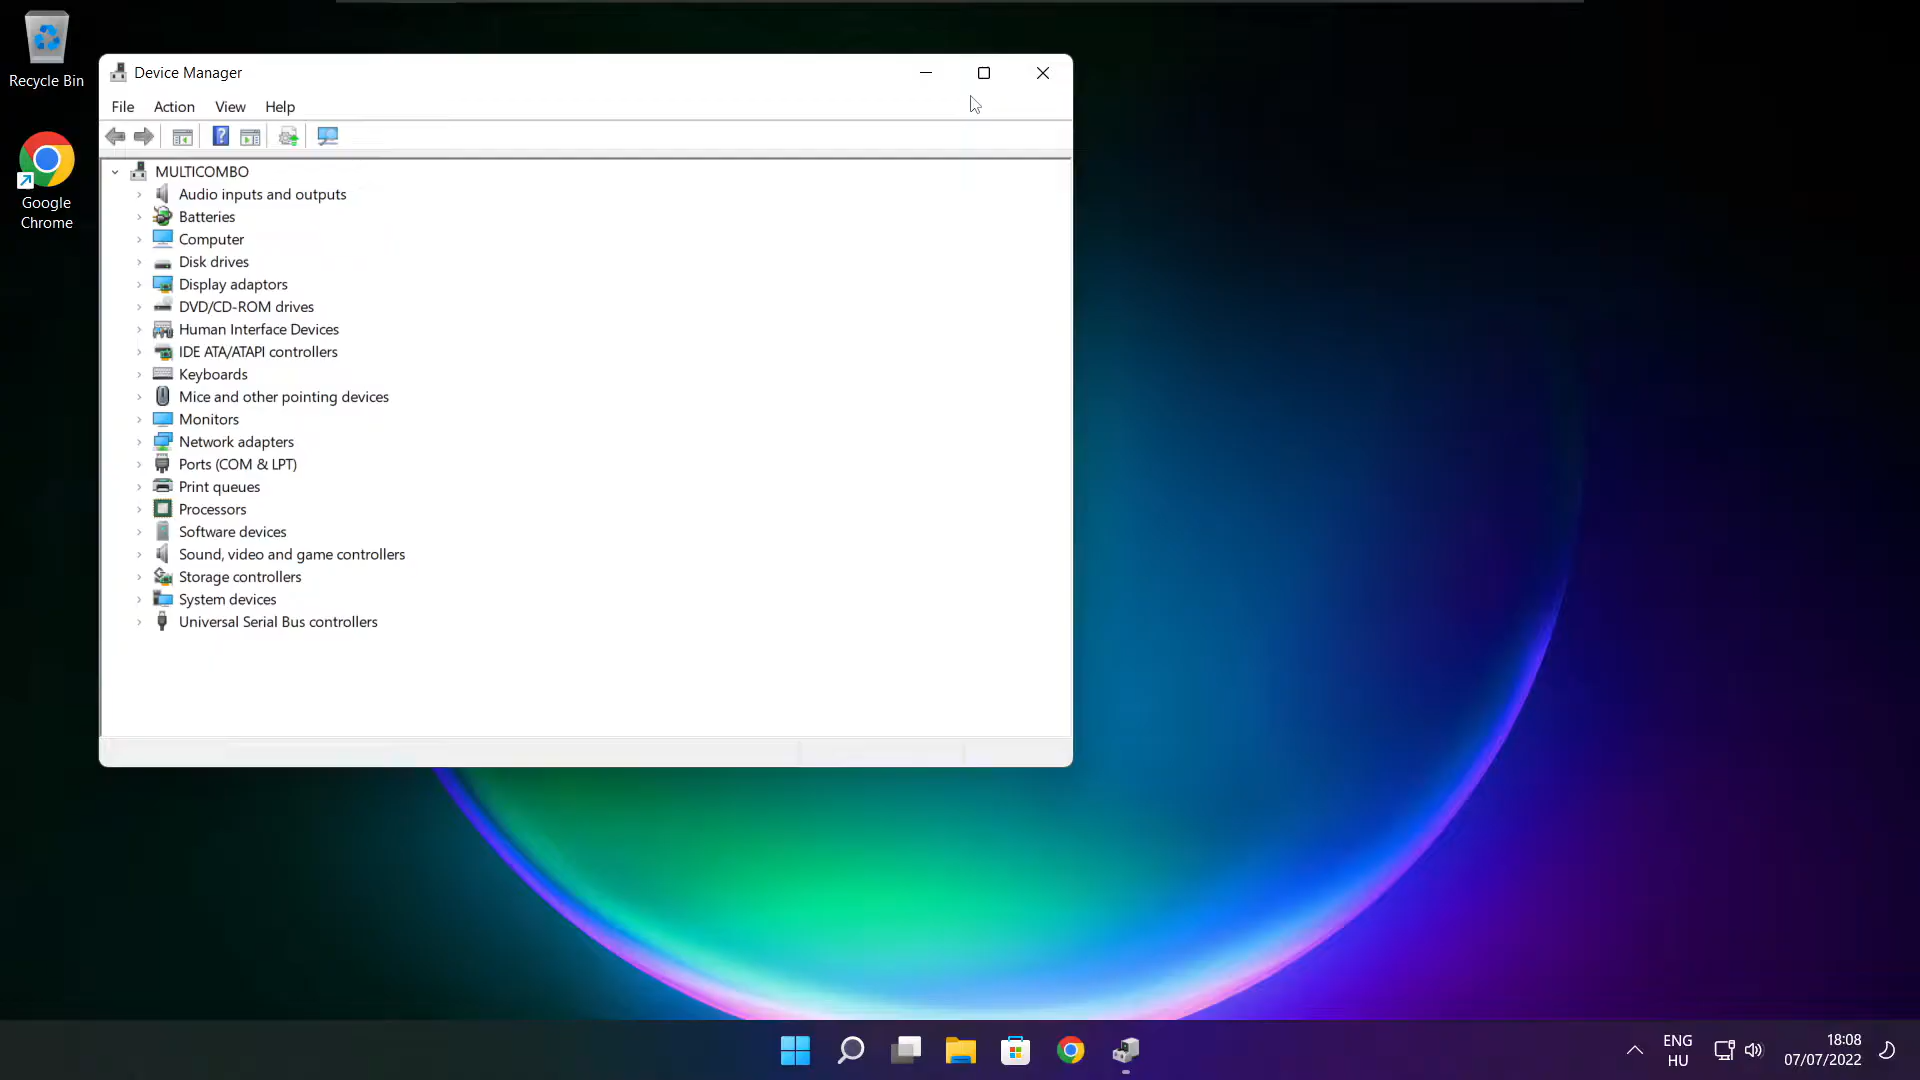 Recycle Bin
Google
Chrome
Device Manager
File Action View Help
MULTICOMBO
Audio inputs and outputs
Batteries
Computer
Disk drives
Display adaptors
DVD/CD-ROM drives
Human Interface Devices
IDE ATA/ATAPI controllers
Keyboards
Mice and other pointing devices
Monitors
Network adapters
Ports (COM & LPT)
Print queues
Processors
Software devices
Sound, video and game controllers
Storage controllers
System devices
Universal Serial Bus controllers
ENG
HU
18:08
07/07/2022